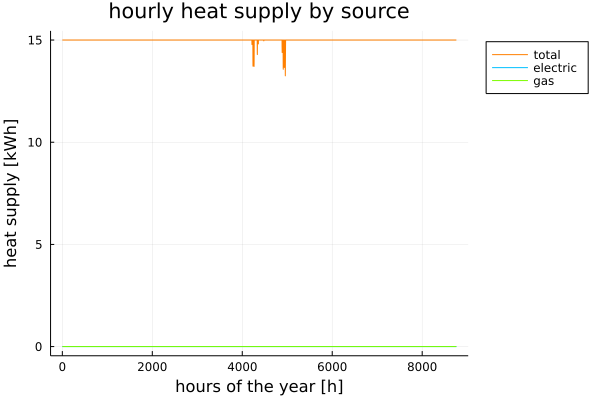 hourly heat supply by source
heat supply [kWh]
15
10
5
0
0 2000 4000 6000 8000
hours of the year [h]
total
electric
gas